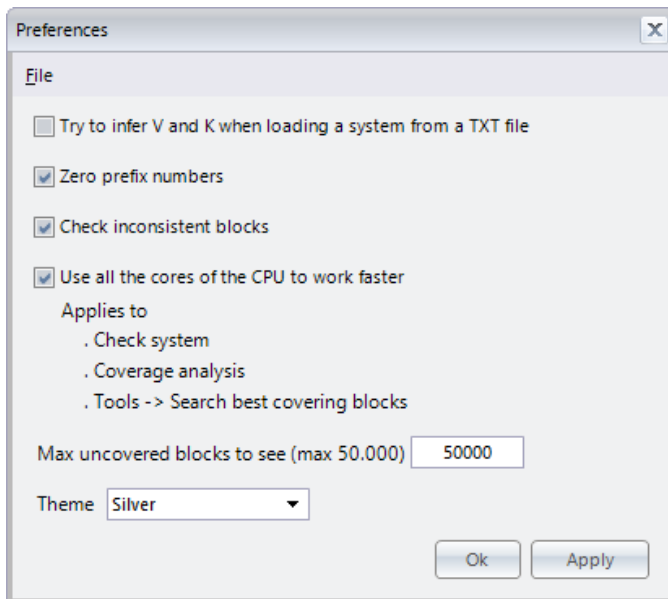 Preferences
File
Try to infer V and K when loading a system from a TXT file
Zero prefix numbers
Check inconsistent blocks
Use all the cores of the CPU to work faster
Applies to
. Check system
. Coverage analysis
. Tools -> Search best covering blocks
Max uncovered blocks to see (max 50.000) 50000
Theme Silver
Ok Apply